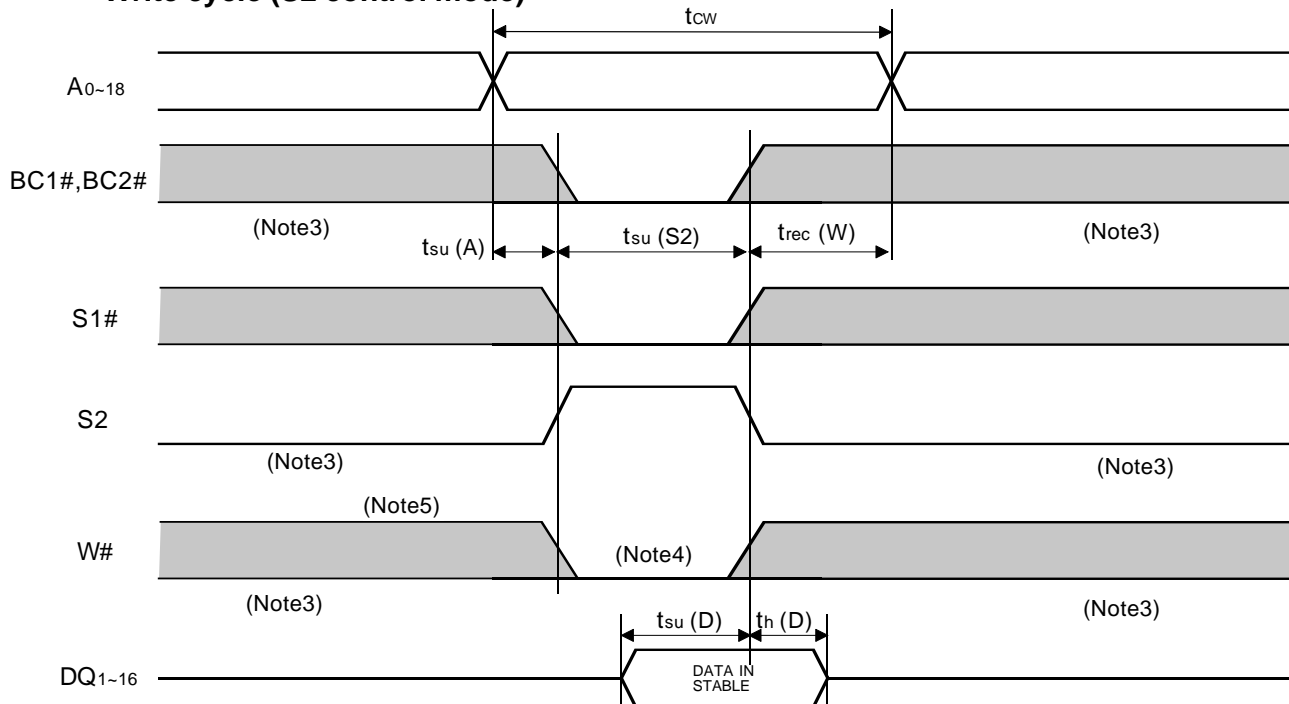 tCW
A0~18
BC1#,BC2#
(Note3)
tsu (A)
tsu (S2)
trec (W)
(Note3)
S1#
S2
(Note3)
(Note3)
(Note5)
W#
(Note4)
(Note3)
(Note3)
tsu (D)
th (D)
DQ1~16
DATA IN
STABLE